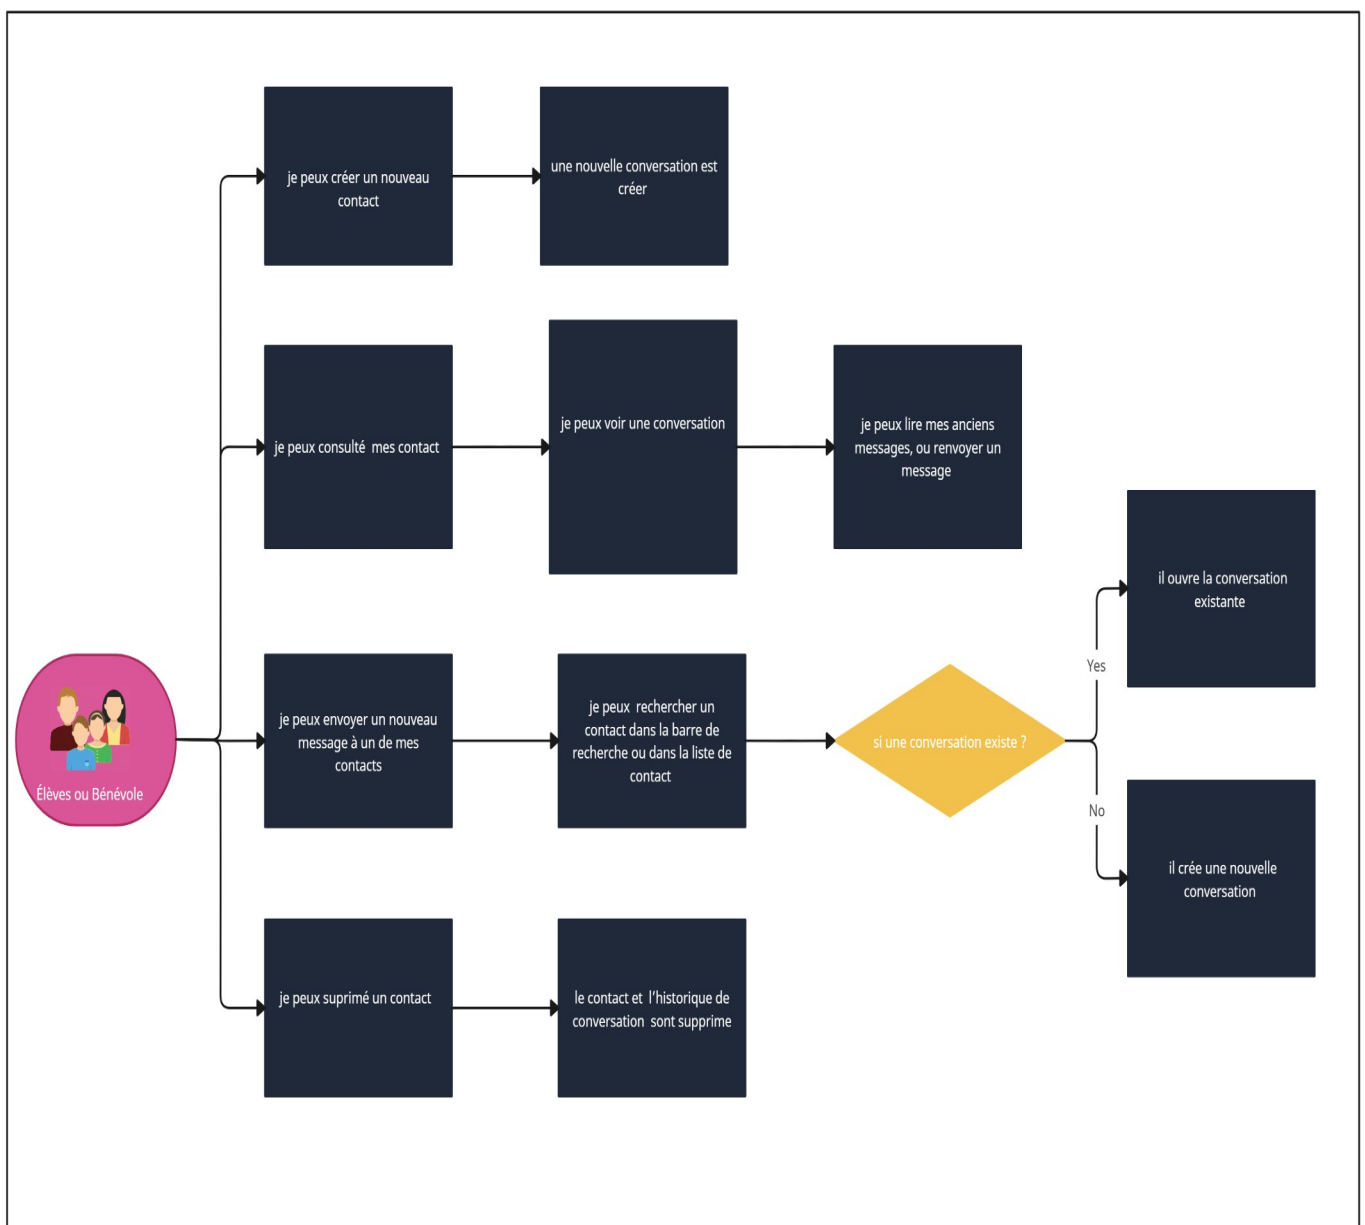 je peux créer un nouveau
contact
une nouvelle conversation est
créer
je peux consulté  mes contact
je peux voir une conversation
je peux lire mes anciens
messages, ou renvoyer un
message
Élèves ou Bénévole
je peux envoyer un nouveau
message à un de mes
contacts
je peux  rechercher un
contact dans la barre de
recherche ou dans la liste de
contact
si une conversation existe ?
Yes
il ouvre la conversation
existante
No
il crée une nouvelle
conversation
je peux suprimé un contact
le contact et  l'historique de
conversation  sont supprime